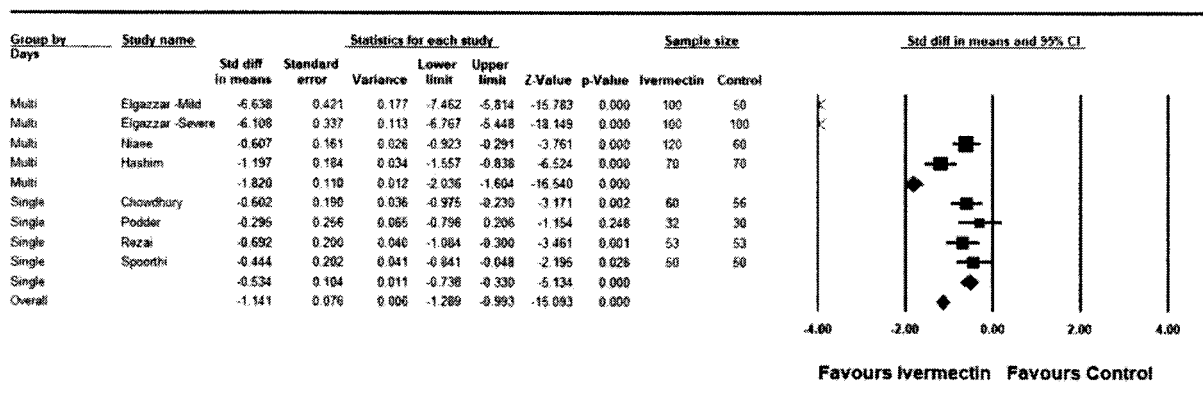 Group by Study name Statistics for each study Sample size Std diff in means and 95% CI
Days
Std diff Standard Lower Upper
in means error Variance limit limit Z-Value p-Value Ivermectin Control
Multi Elgazzar -Mild -6.638 0.421 0.177 -7.462 -5.814 -15.783 0.000 100 50
Multi Elgazzar -Severe -6.108 0.337 0.113 -6.767 -5.448 -18.149 0.000 100 100
Multi Niaee -0.607 0.161 0.026 -0.923 -0.291 -3.761 0.000 120 60
Multi Hashim -1.197 0.184 0.034 -1.557 -0.838 -6.524 0.000 70 70
Multi -1.820 0.110 0.012 -2.036 -1.604 -16.540 0.000
Single Chowdhury -0.602 0.190 0.036 -0.975 -0.230 -3.171 0.002 60 56
Single Podder -0.295 0.256 0.065 -0.796 0.206 -1.154 0.248 32 30
Single Rezai -0.692 0.200 0.040 -1.084 -0.300 -3.461 0.001 53 53
Single Spoorthi -0.444 0.202 0.041 -0.841 -0.048 -2.195 0.028 50 50
Single -0.534 0.104 0.011 -0.738 -0.330 -5.134 0.000
Overall -1.141 0.076 0.006 -1.289 -0.993 -15.093 0.000
-4.00 -2.00 0.00 2.00 4.00
Favours Ivermectin Favours Control